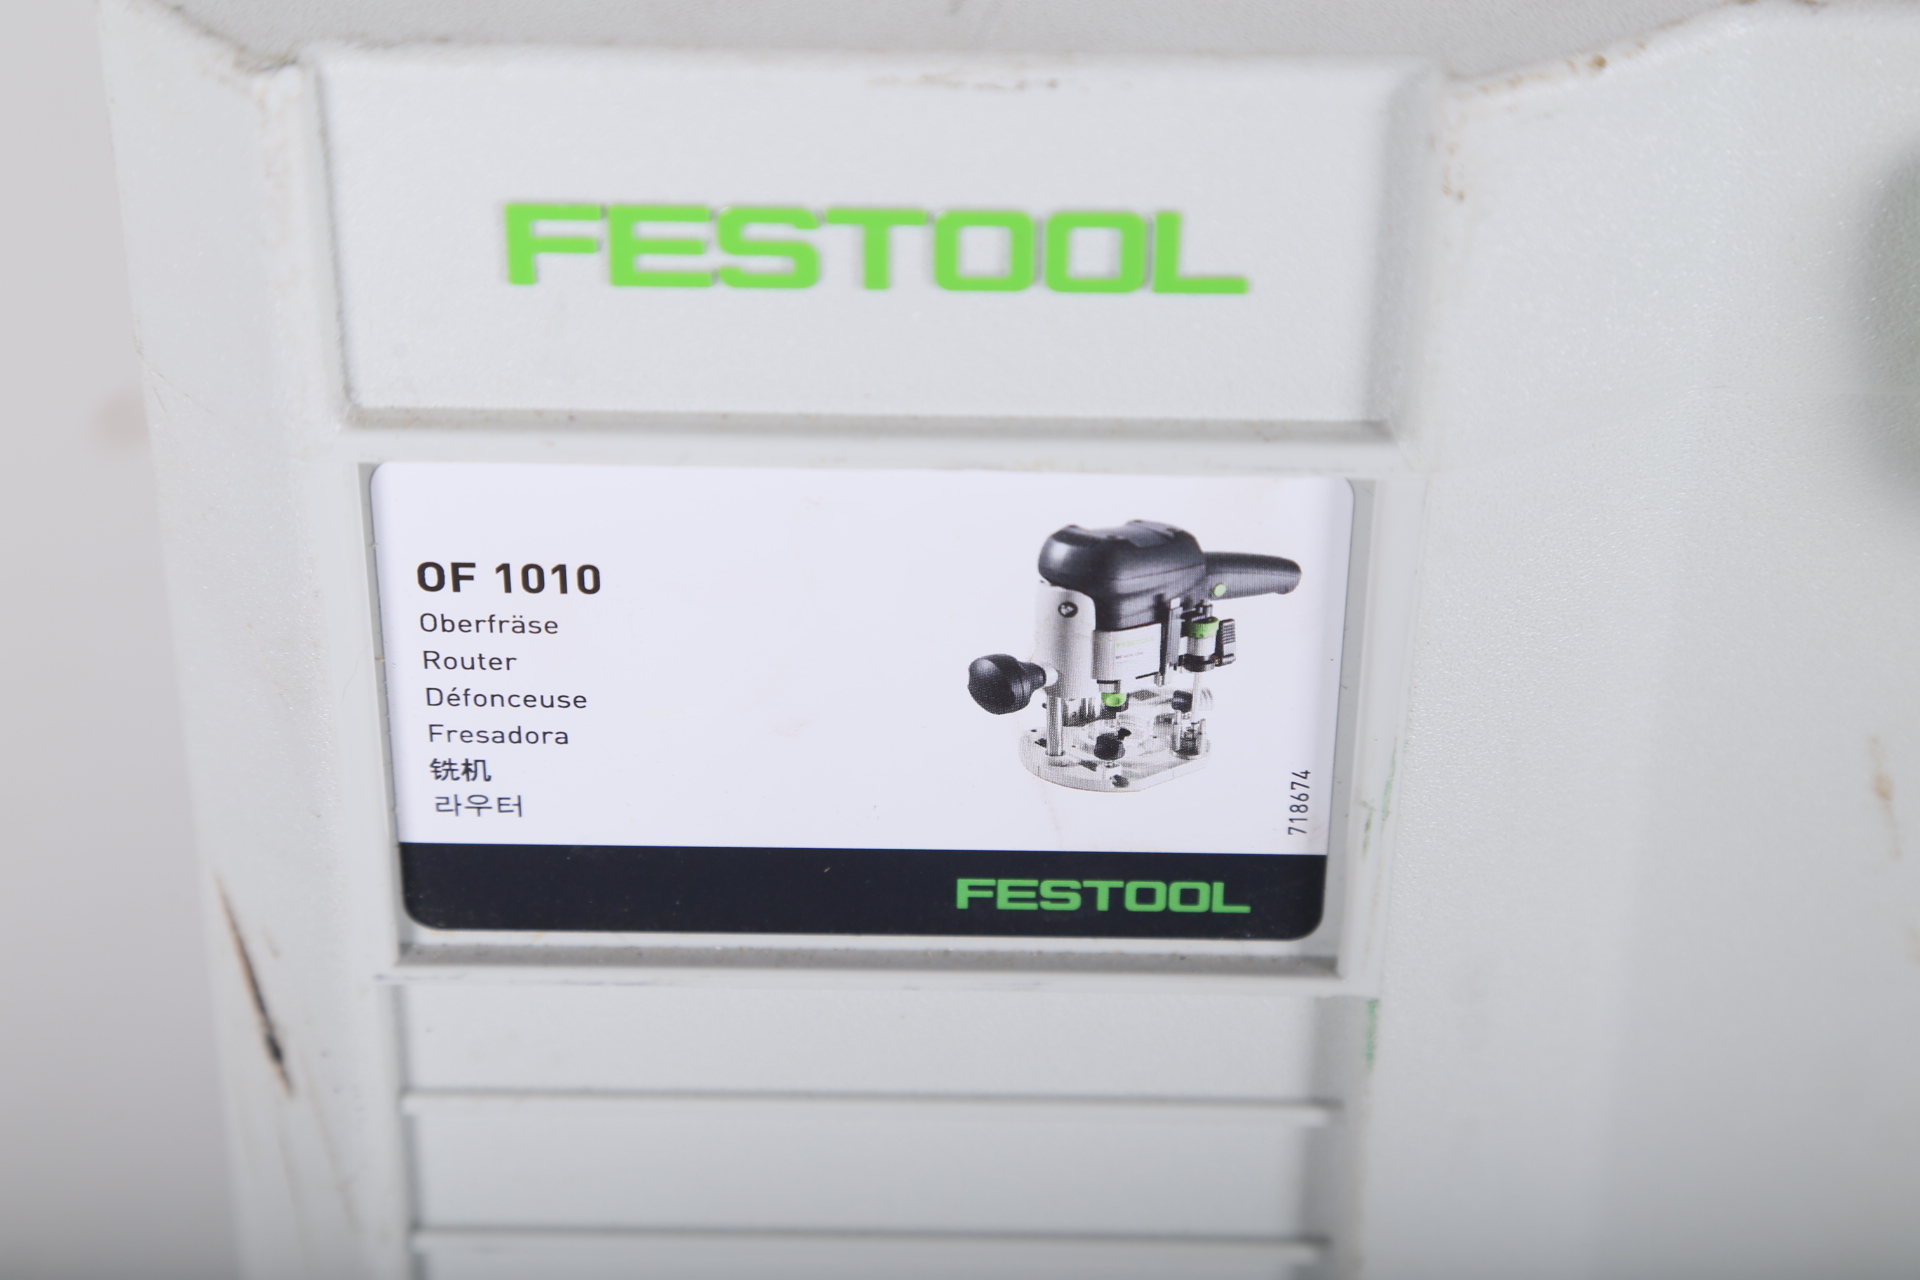 FESTOOL
OF 1010
Oberfräse
Router
Défonceuse
Fresadora
铣机
라우터
718674
FESTOOL